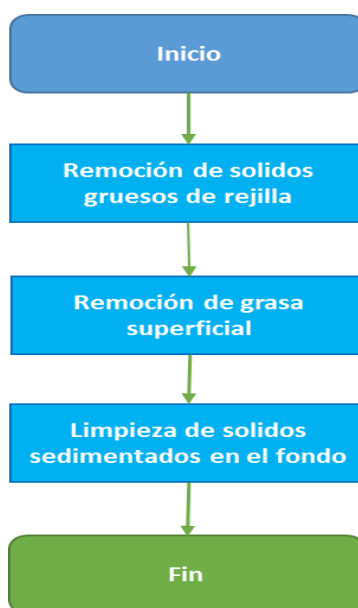 Inicio
Remoción de solidos
gruesos de rejilla
Remoción de grasa
superficial
Limpieza de solidos
sedimentados en el fondo
Fin